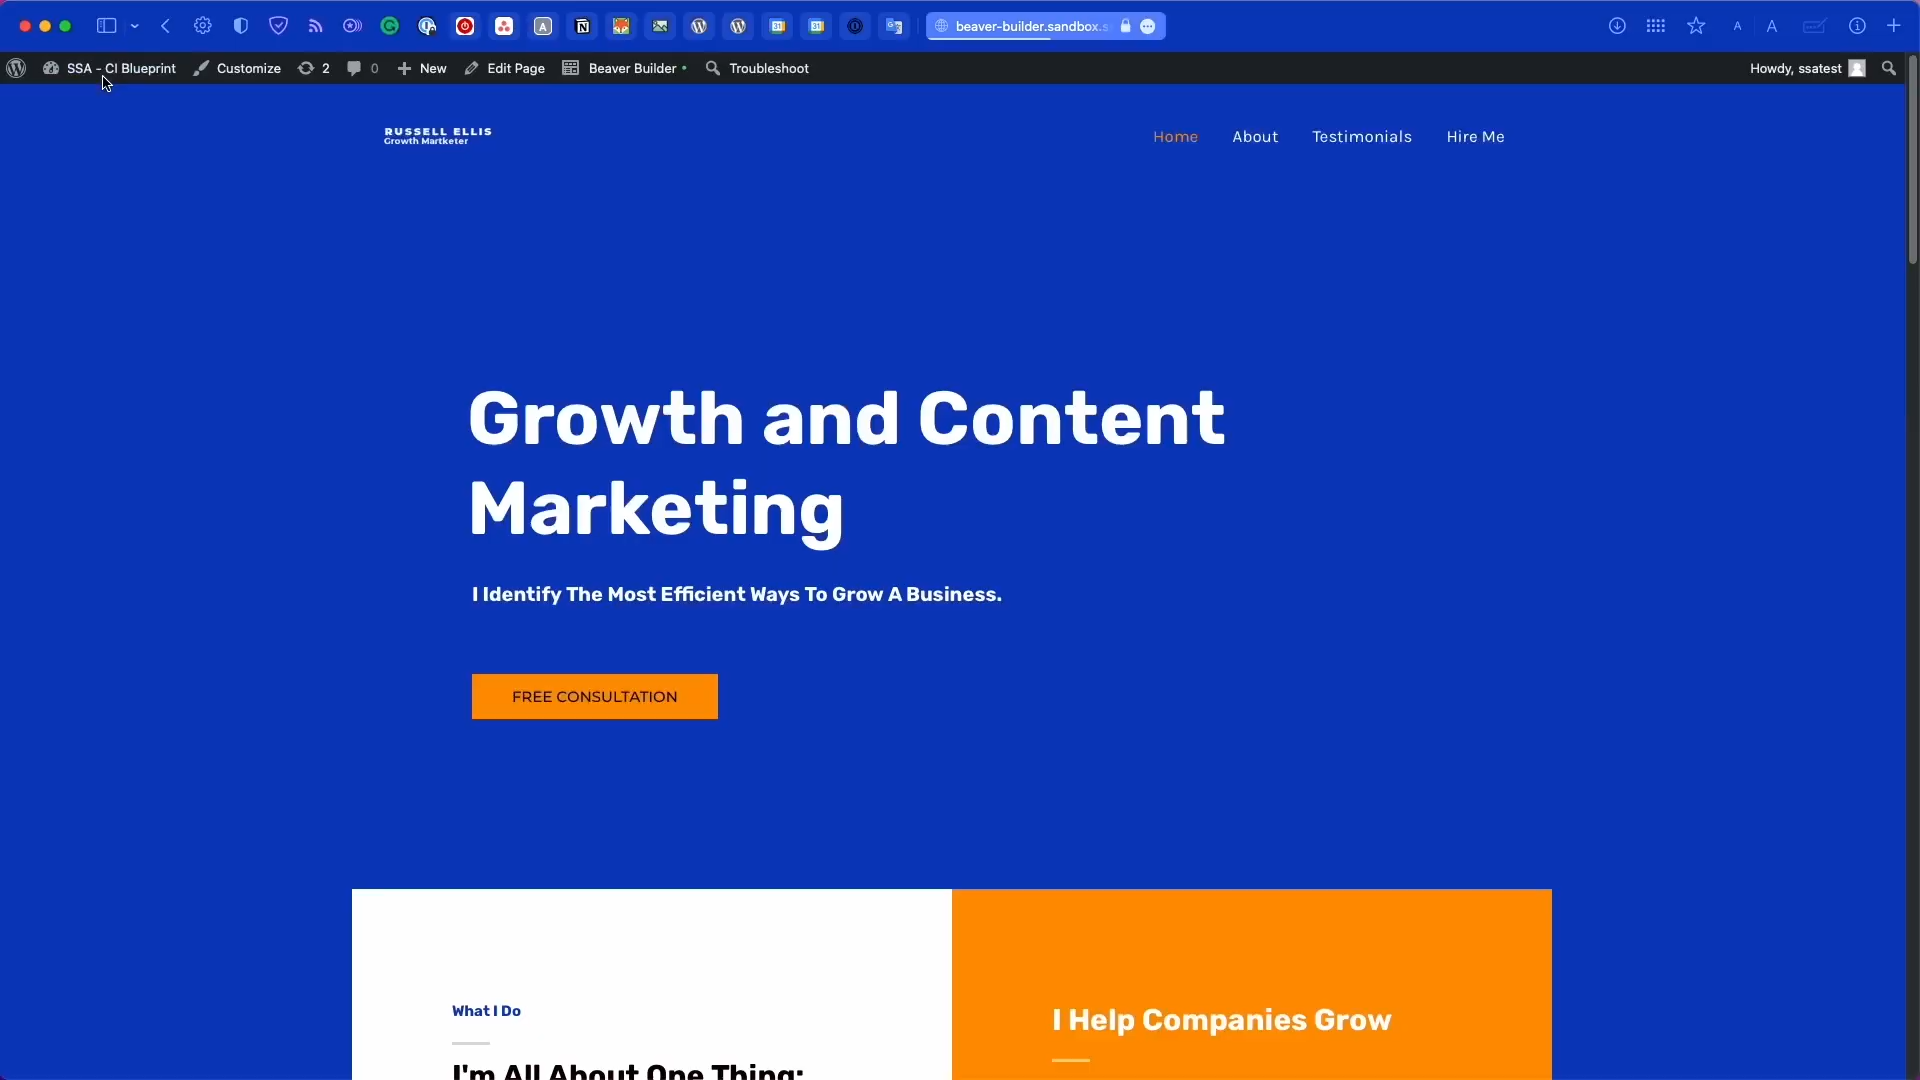 beaver-builder.sandbox.s
A A
SSA - CI Blueprint Customize 2 0 New Edit Page Beaver Builder Troubleshoot Howdy, ssatest
RUSSELL ELLIS
Growth Martketer
Home About Testimonials Hire Me
Growth and Content
Marketing
I Identify The Most Efficient Ways To Grow A Business.
FREE CONSULTATION
What I Do
I'm All About One Thing:
I Help Companies Grow